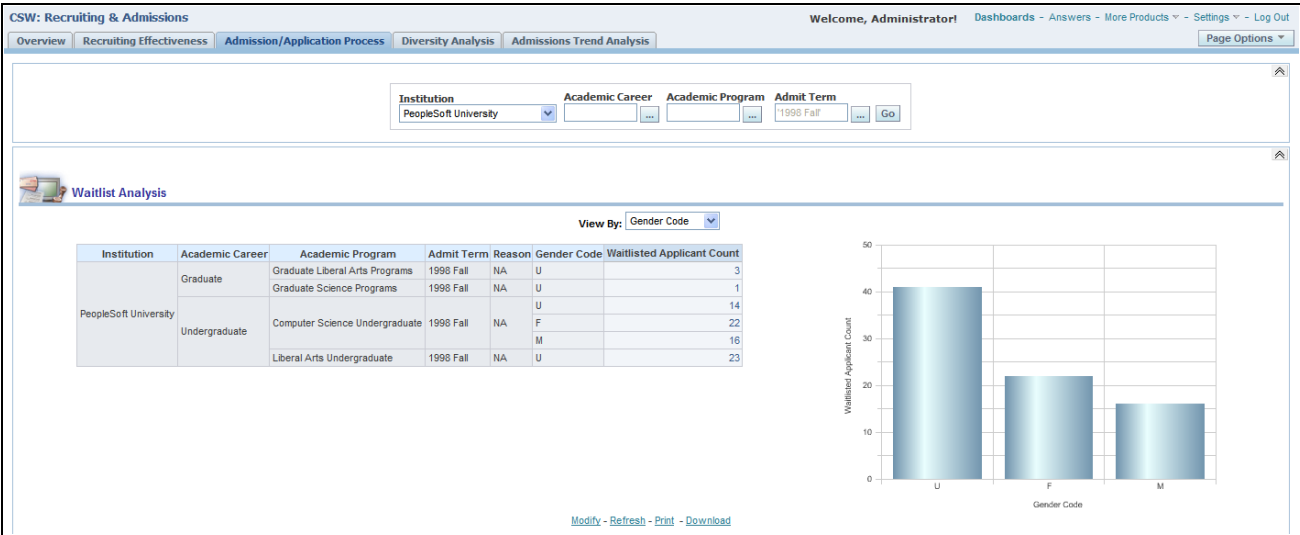 CSW: Recruiting & Admissions
Welcome, Administrator! Dashboards - Answers - More Products - Settings - Log Out
Overview Recruiting Effectiveness Admission/Application Process Diversity Analysis Admissions Trend Analysis Page Options
Institution Academic Career Academic Program Admit Term
PeopleSoft University ... ... '1998 Fall' ... Go
Waitlist Analysis
View By: Gender Code
Institution Academic Career Academic Program Admit Term Reason Gender Code Waitlisted Applicant Count
PeopleSoft University Graduate Graduate Liberal Arts Programs 1998 Fall NA U 3
Graduate Science Programs 1998 Fall NA U 1
Undergraduate Computer Science Undergraduate 1998 Fall NA U 14
F 22
M 16
Liberal Arts Undergraduate 1998 Fall NA U 23
50
40
30
20
10
0
Waitlisted Applicant Count
U F M
Gender Code
Modify - Refresh - Print - Download